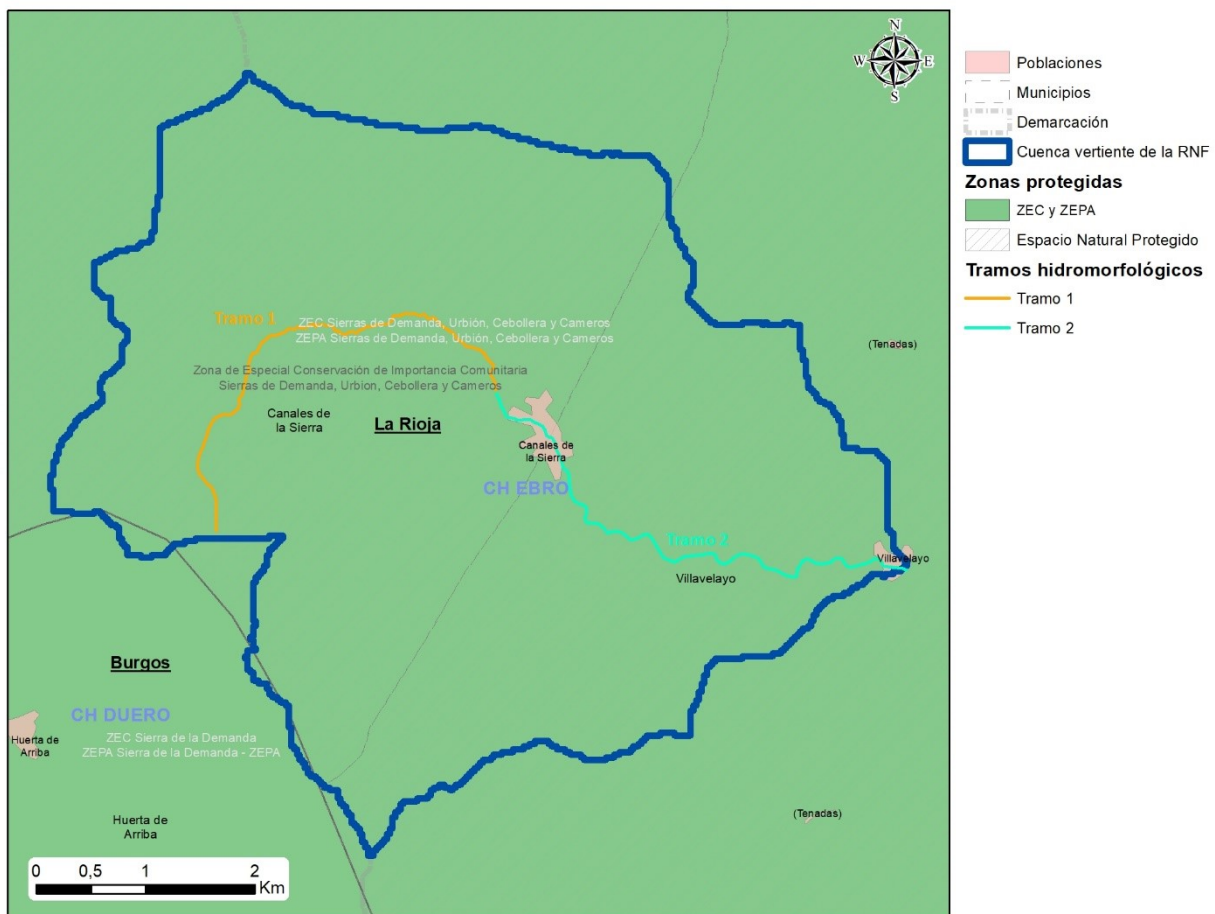 N
W E
S
Tramo 1
ZEC Sierras de Demanda, Urbión, Cebollera y Cameros
ZEPA Sierras de Demanda, Urbión, Cebollera y Cameros
Zona de Especial Conservación de Importancia Comunitaria
Sierras de Demanda, Urbion, Cebollera y Cameros
Canales de
la Sierra
La Rioja
Canales de
la Sierra
CH EBRO
(Tenadas)
Tramo 2
Villavelayo
Villavelayo
Burgos
CH DUERO
ZEC Sierra de la Demanda
ZEPA Sierra de la Demanda - ZEPA
Huerta de
Arriba
Huerta de
Arriba
(Tenadas)
0 0,5 1 2
Km
Poblaciones
Municipios
Demarcación
Cuenca vertiente de la RNF
Zonas protegidas
ZEC y ZEPA
Espacio Natural Protegido
Tramos hidromorfológicos
Tramo 1
Tramo 2